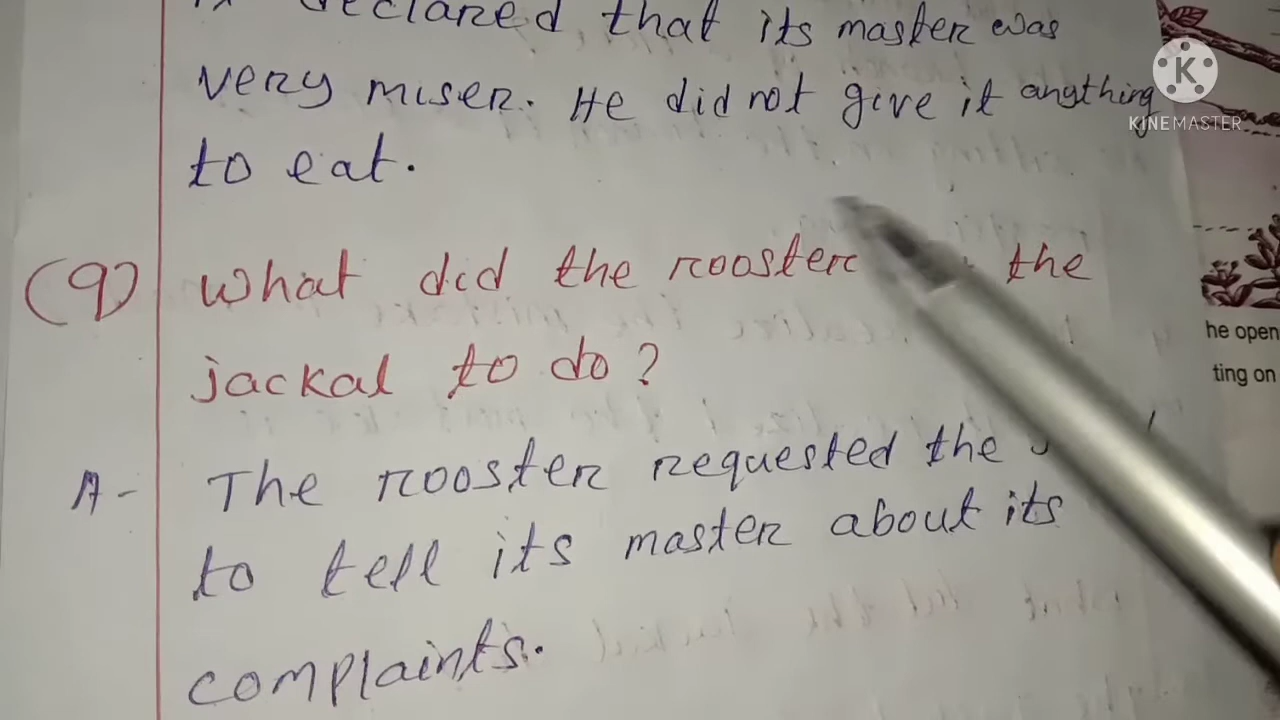 declared, that its master was
very miser. He did not give it anything
to eat.
(9) What did the rooster the
jackal to do?
A- The rooster requested the
to tell its master about its
complaints.
K
KINEMASTER
he open
ting on